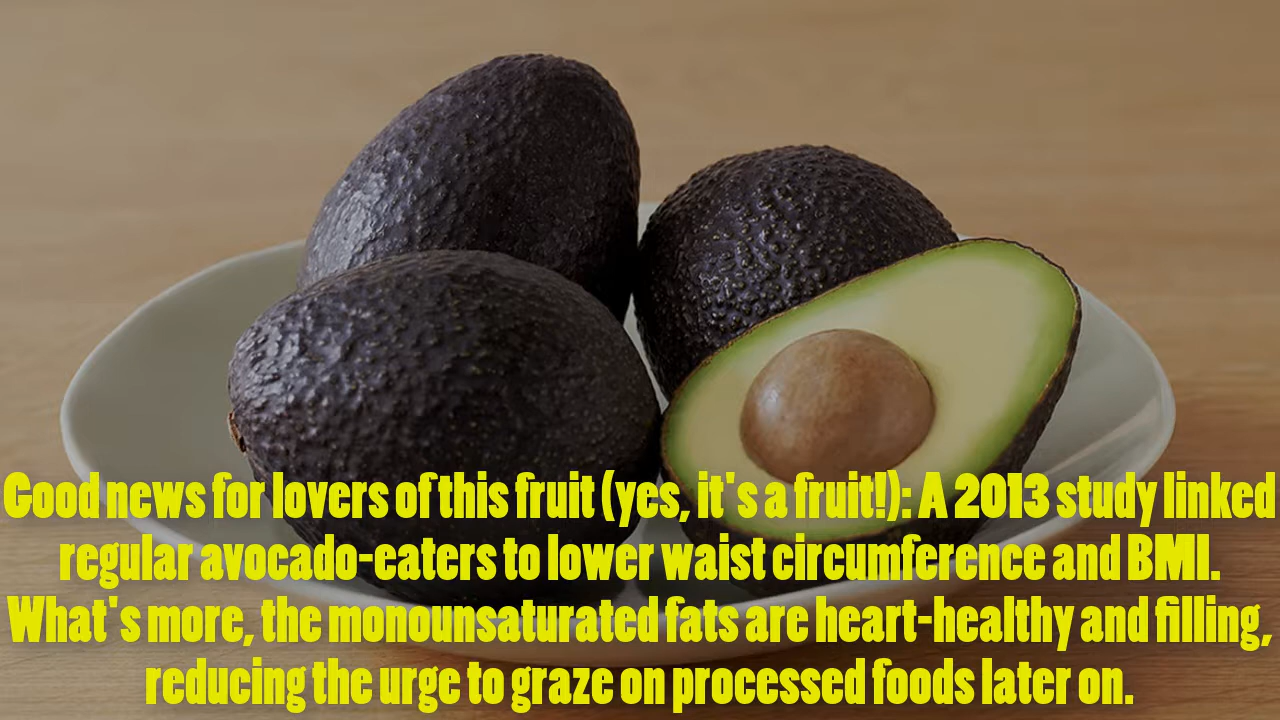 Good news for lovers of this fruit (yes, it's a fruit!): A 2013 study linked
regular avocado-eaters to lower waist circumference and BMI.
What's more, the monounsaturated fats are heart-healthy and filling,
reducing the urge to graze on processed foods later on.